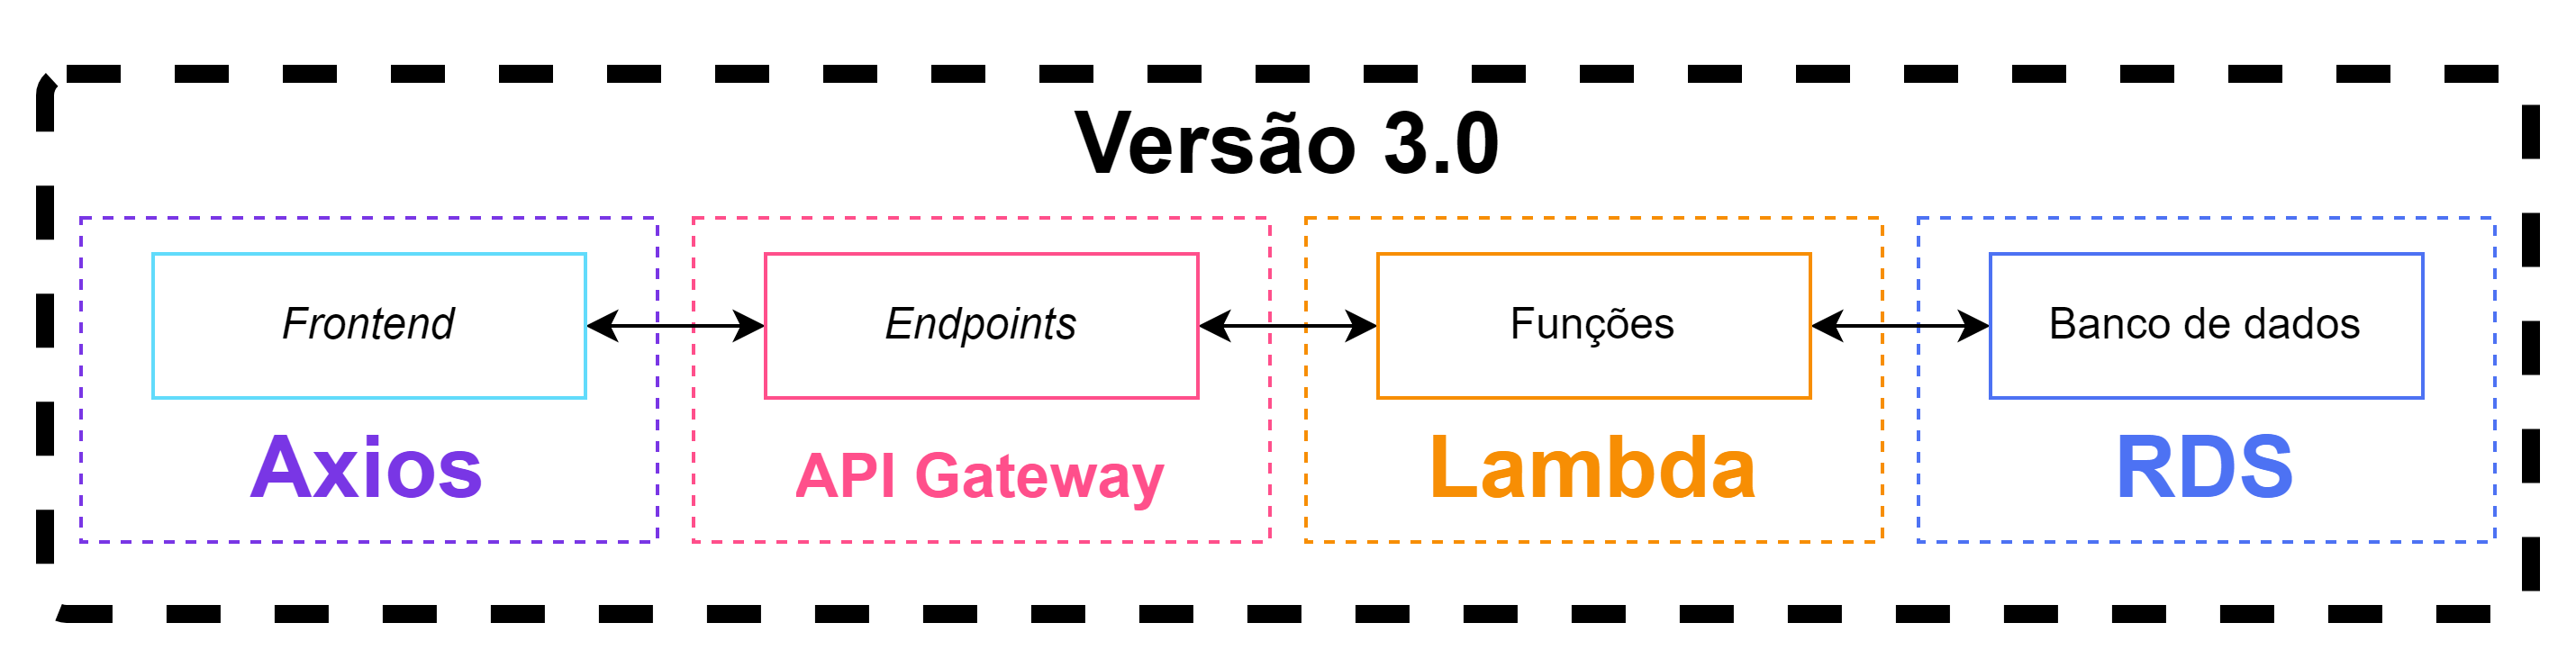 Versão 3.0
Frontend
Endpoints
Funções
Banco de dados
Axios
API Gateway
Lambda
RDS